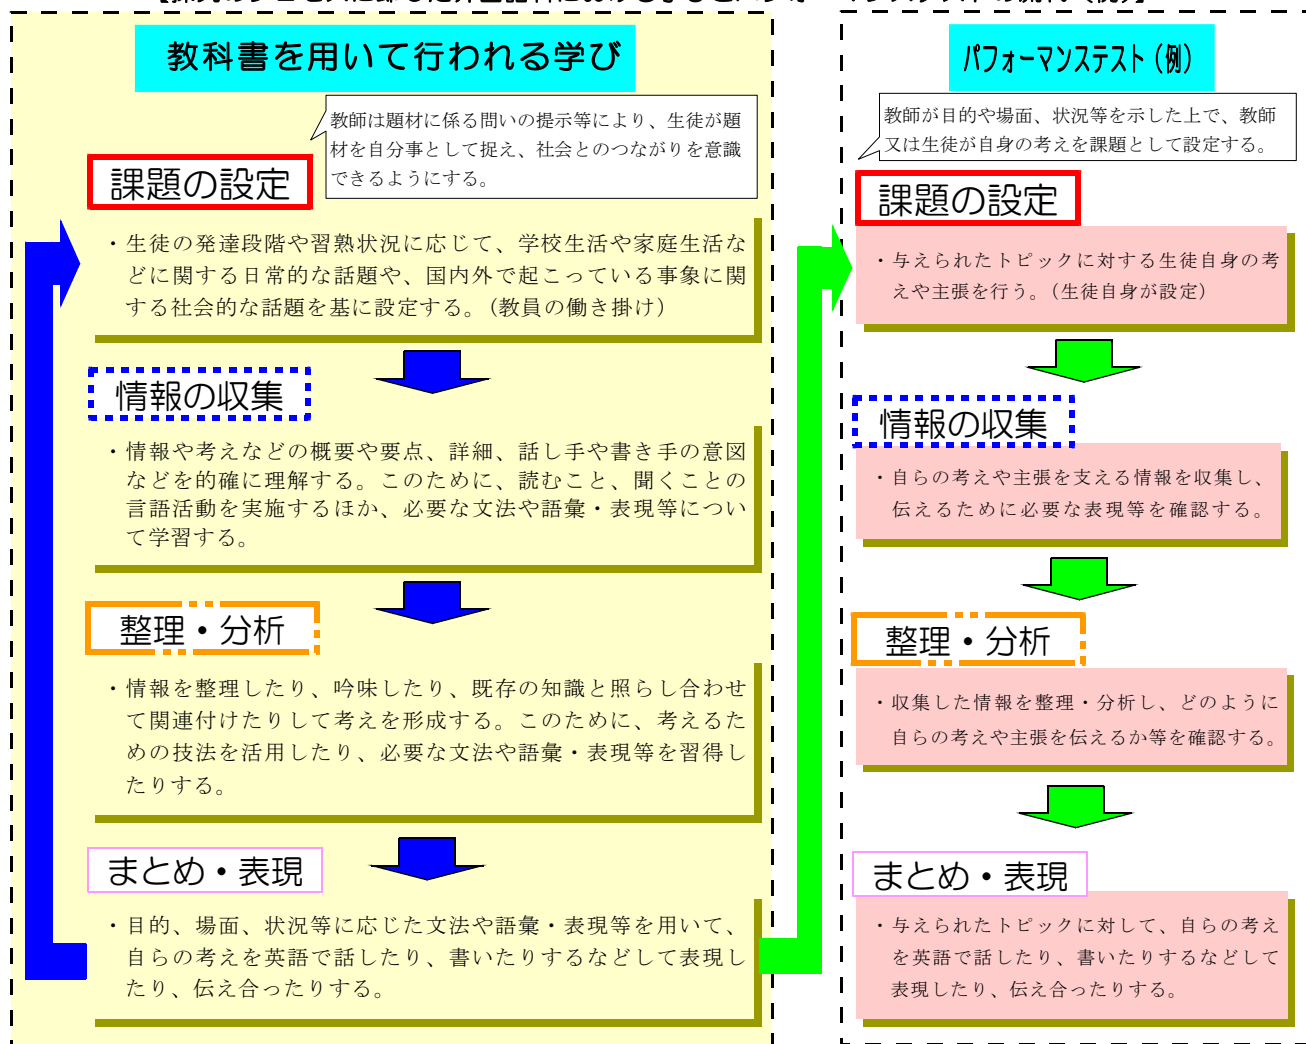 教科書を用いて行われる学び
教師は題材に係る問いの提示等により、生徒が題
材を自分事として捉え、社会とのつながりを意識
できるようにする。
課題の設定
・生徒の発達段階や習熟状況に応じて、学校生活や家庭生活な
どに関する日常的な話題や、国内外で起こっている事象に関
する社会的な話題を基に設定する。(教員の働き掛け)
情報の収集
・情報や考えなどの概要や要点、詳細、話し手や書き手の意図
などを的確に理解する。このために、読むこと、聞くことの
言語活動を実施するほか、必要な文法や語彙・表現等につい
て学習する。
整理・分析
・情報を整理したり、吟味したり、既存の知識と照らし合わせ
て関連付けたりして考えを形成する。このために、考えるた
めの技法を活用したり、必要な文法や語彙・表現等を習得し
たりする。
まとめ・表現
・目的、場面、状況等に応じた文法や語彙・表現等を用いて、
自らの考えを英語で話したり、書いたりするなどして表現し
たり、伝え合ったりする。
パフォーマンステスト(例)
教師が目的や場面、状況等を示した上で、教師
又は生徒が自身の考えを課題として設定する。
課題の設定
・与えられたトピックに対する生徒自身の考
えや主張を行う。(生徒自身が設定)
情報の収集
・自らの考えや主張を支える情報を収集し、
伝えるために必要な表現等を確認する。
整理・分析
・収集した情報を整理・分析し、どのように
自らの考えや主張を伝えるか等を確認する。
まとめ・表現
・与えられたトピックに対して、自らの考え
を英語で話したり、書いたりするなどして
表現したり、伝え合ったりする。